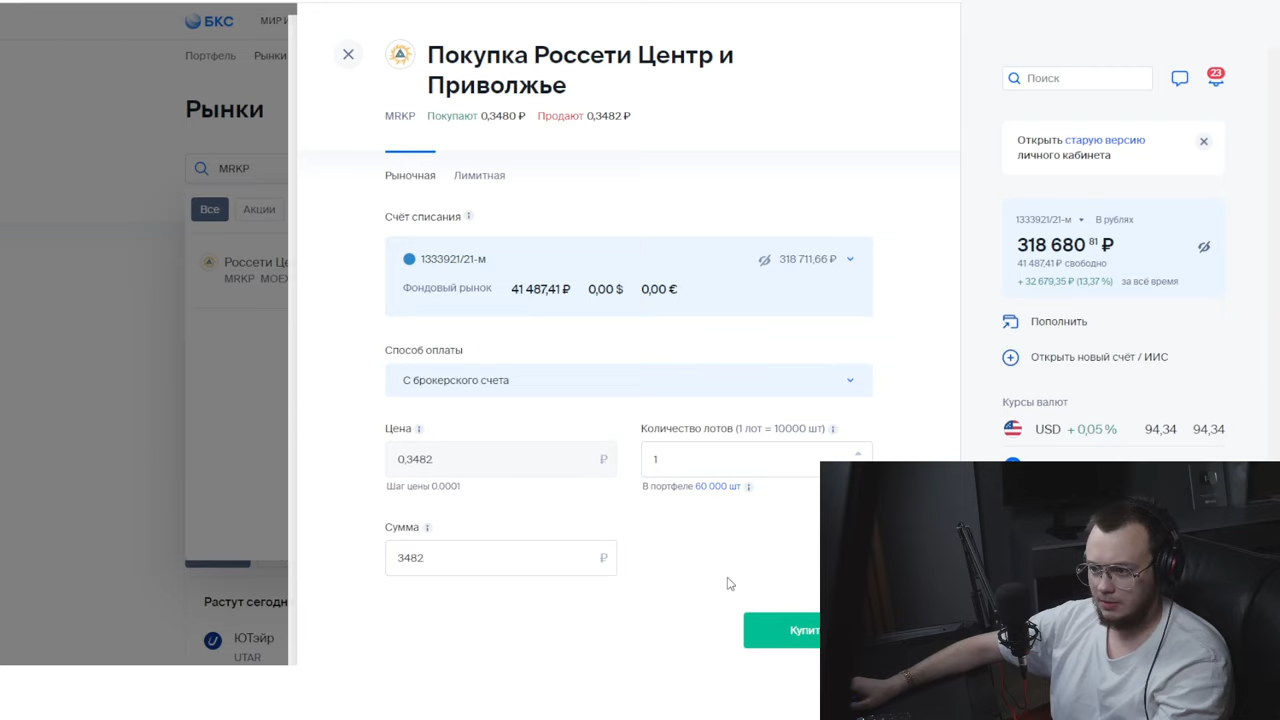 БКС
МИР И
Портфель
Рынки
Рынки
MRKP
Все
Акции
Россети Це
MRKP MOEX
Растут сегодн
ЮТэйр
UTAR
Покупка Россети Центр и
Приволжье
MRKP Покупают 0,3480 ₽ Продают 0,3482 ₽
Рыночная Лимитная
Счёт списания
1333921/21-м 318 711,66 ₽
Фондовый рынок 41 487,41 ₽ 0,00 $ 0,00 €
Способ оплаты
С брокерского счета
Цена
0,3482 ₽
Шаг цены 0.0001
Количество лотов (1 лот = 10000 шт)
1
В портфеле 60 000 шт
Сумма
3482 ₽
Купит
Поиск
23
Открыть старую версию
личного кабинета
1333921/21-м В рублях
318 680 81 ₽
41 487,41 ₽ свободно
+ 32 679,35 ₽ (13,37 %) за всё время
Пополнить
Открыть новый счёт / ИИС
Курсы валют
USD + 0,05 % 94,34 94,34